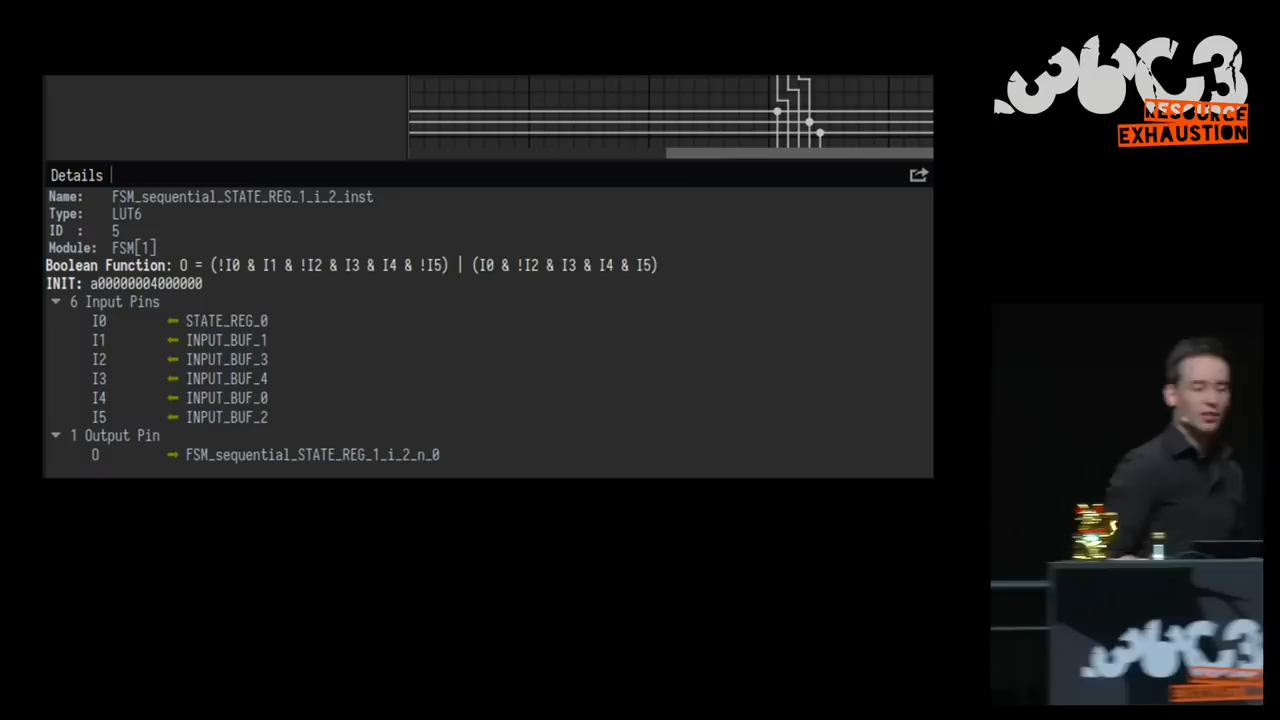 36C3
RESOURCE
EXHAUSTION
Details
Name: FSM_sequential_STATE_REG_1_i_2_inst
Type: LUT6
ID : 5
Module: FSM[1]
Boolean Function: O = (!I0 & I1 & !I2 & I3 & I4 & !I5) | (I0 & !I2 & I3 & I4 & I5)
INIT: a00000004000000
6 Input Pins
I0 STATE_REG_0
I1 INPUT_BUF_1
I2 INPUT_BUF_3
I3 INPUT_BUF_4
I4 INPUT_BUF_0
I5 INPUT_BUF_2
1 Output Pin
O FSM_sequential_STATE_REG_1_i_2_n_0
36C3